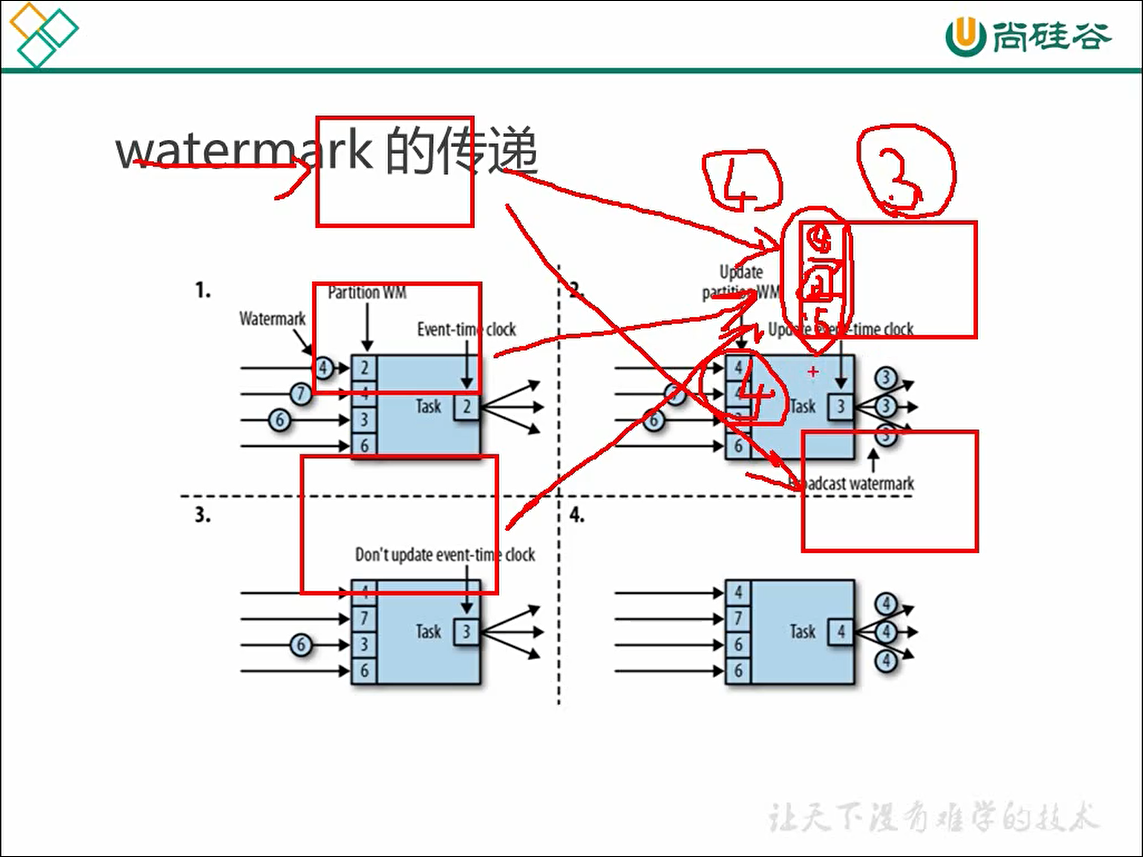 尚硅谷
watermark 的传递
4
3
1.
Partition WM
Watermark
Event-time clock
4
2
7
4
6
3
6
Task
2
2.
Update
partition WM
Update event-time clock
4
4
7
6
6
4
Task
3
3
3
3
Broadcast watermark
4
5
3.
Don't update event-time clock
4
7
6
3
6
Task
3
4.
4
7
6
6
Task
4
4
4
4
让天下没有难学的技术